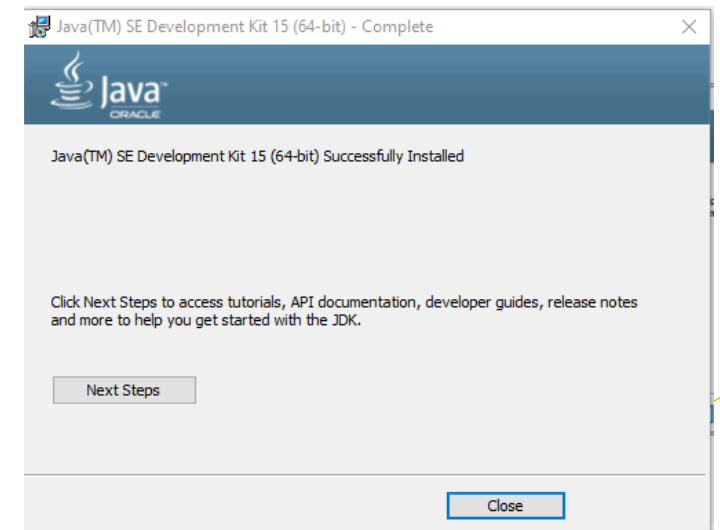 Java(TM) SE Development Kit 15 (64-bit) - Complete
Java™
ORACLE
Java(TM) SE Development Kit 15 (64-bit) Successfully Installed
Click Next Steps to access tutorials, API documentation, developer guides, release notes
and more to help you get started with the JDK.
Next Steps
Close